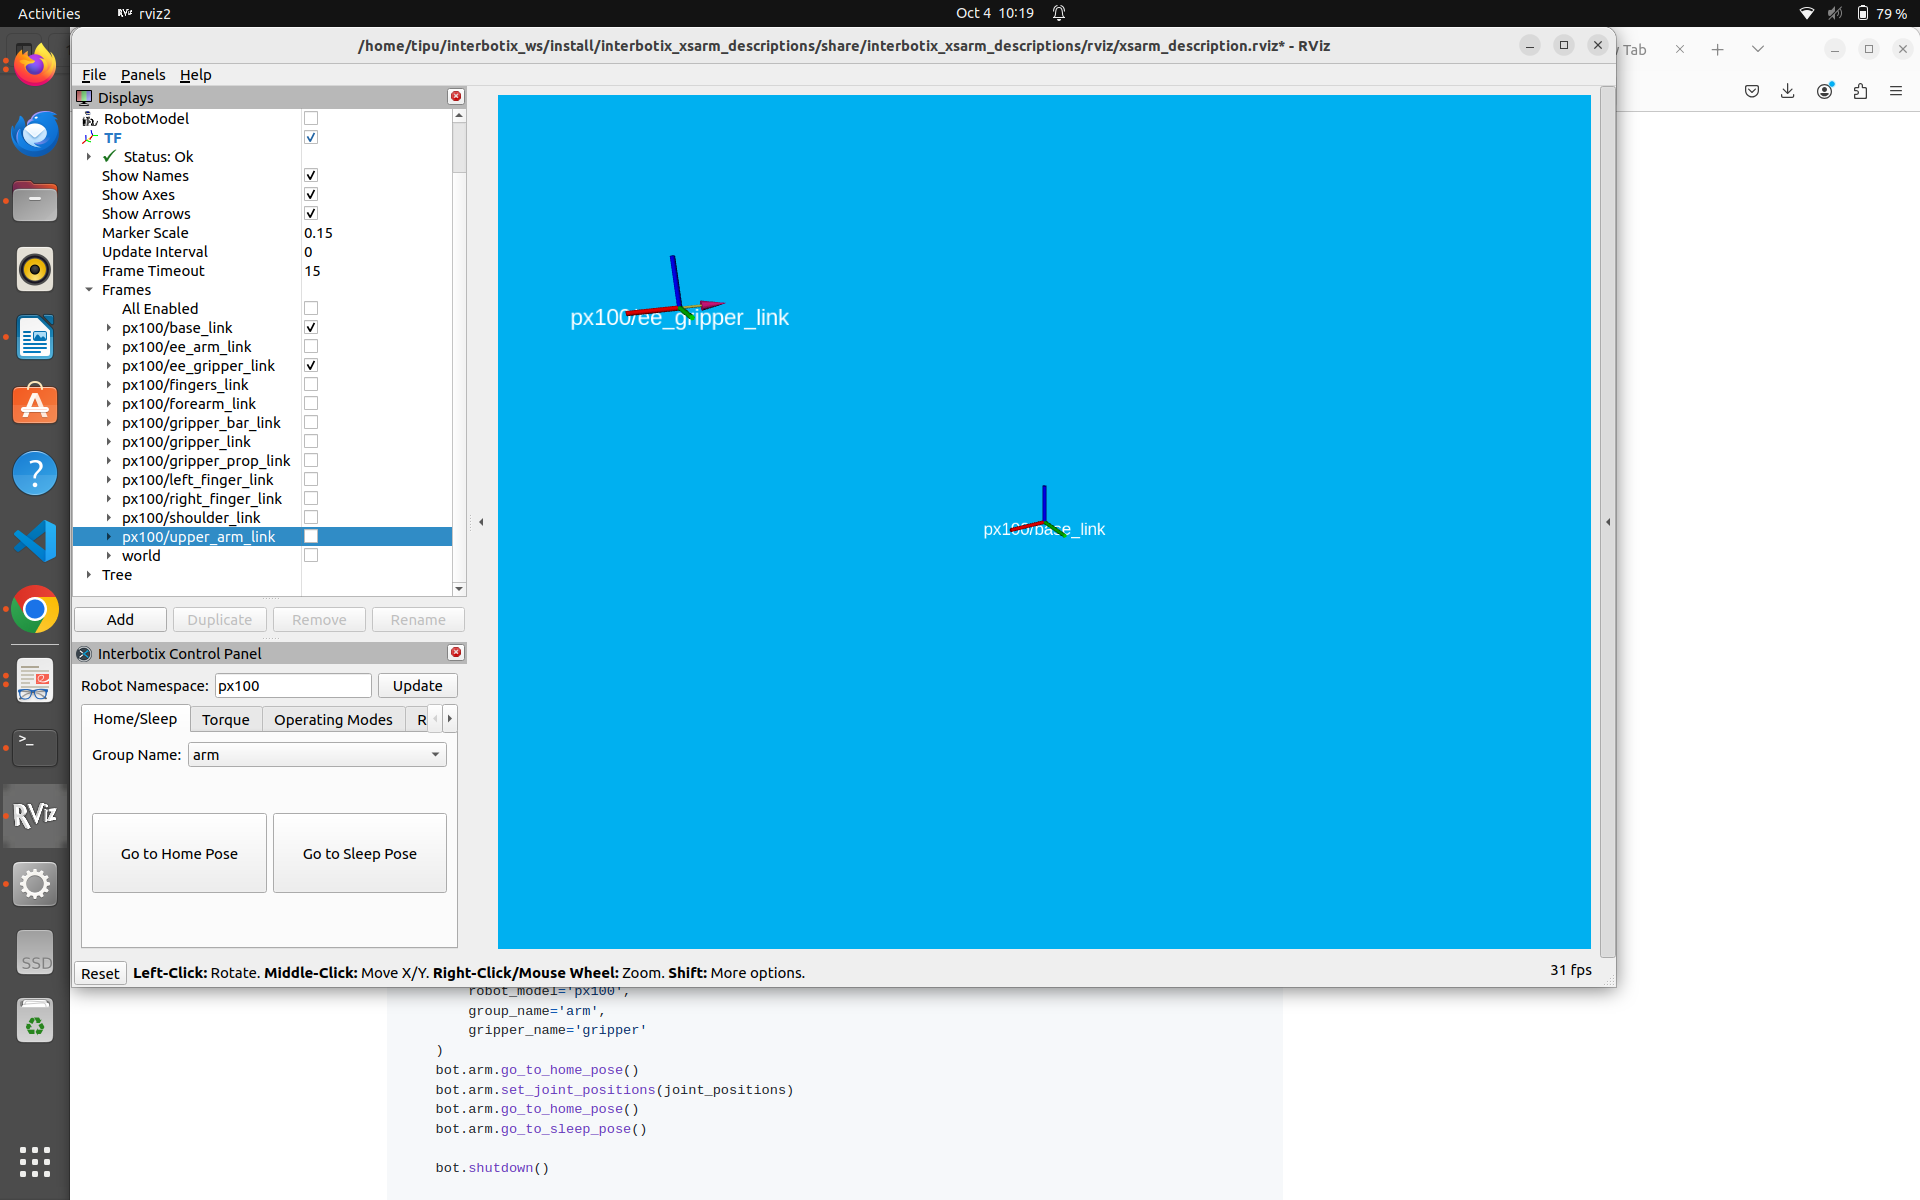 Activities
RViz rviz2
Oct 4 10:19
79 %
/home/tipu/interbotix_ws/install/interbotix_xsarm_descriptions/share/interbotix_xsarm_descriptions/rviz/xsarm_description.rviz* - RViz
Tab
File Panels Help
Displays
RobotModel
TF
Status: Ok
Show Names
Show Axes
Show Arrows
Marker Scale 0.15
Update Interval 0
Frame Timeout 15
Frames
All Enabled
px100/base_link
px100/ee_arm_link
px100/ee_gripper_link
px100/fingers_link
px100/forearm_link
px100/gripper_bar_link
px100/gripper_link
px100/gripper_prop_link
px100/left_finger_link
px100/right_finger_link
px100/shoulder_link
px100/upper_arm_link
world
Tree
Add Duplicate Remove Rename
Interbotix Control Panel
Robot Namespace: px100 Update
Home/Sleep Torque Operating Modes R
Group Name: arm
Go to Home Pose Go to Sleep Pose
px100/ee_gripper_link
px100/base_link
Reset Left-Click: Rotate. Middle-Click: Move X/Y. Right-Click/Mouse Wheel: Zoom. Shift: More options.
31 fps
RViz
SSD
robot_model='px100',
group_name='arm',
gripper_name='gripper'
)
bot.arm.go_to_home_pose()
bot.arm.set_joint_positions(joint_positions)
bot.arm.go_to_home_pose()
bot.arm.go_to_sleep_pose()
bot.shutdown()